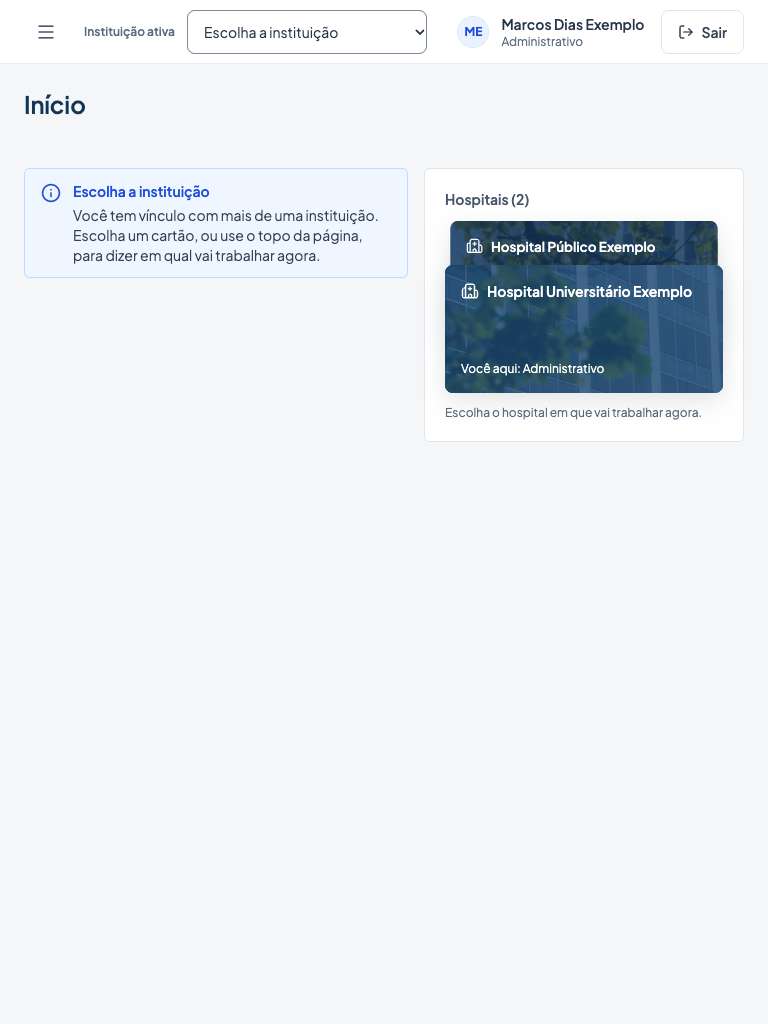 Instituição ativa
Escolha a instituição
ME
Marcos Dias Exemplo
Administrativo
Sair
Início
Escolha a instituição
Você tem vínculo com mais de uma instituição.
Escolha um cartão, ou use o topo da página,
para dizer em qual vai trabalhar agora.
Hospitais (2)
Hospital Público Exemplo
Hospital Universitário Exemplo
Você aqui: Administrativo
Escolha o hospital em que vai trabalhar agora.